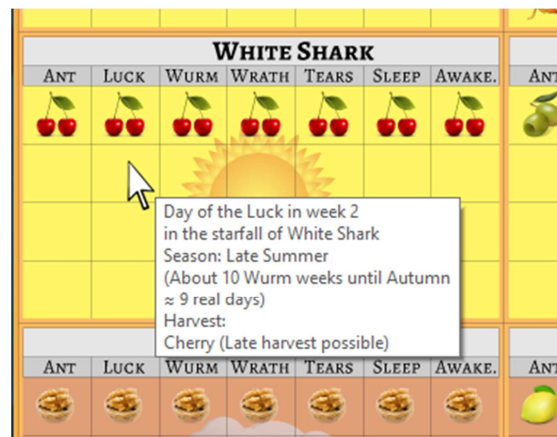 WHITE SHARK
ANT LUCK WURM WRATH TEARS SLEEP AWAKE. ANT
Day of the Luck in week 2
in the starfall of White Shark
Season: Late Summer
(About 10 Wurm weeks until Autumn
≈ 9 real days)
Harvest:
Cherry (Late harvest possible)
ANT LUCK WURM WRATH TEARS SLEEP AWAKE. ANT